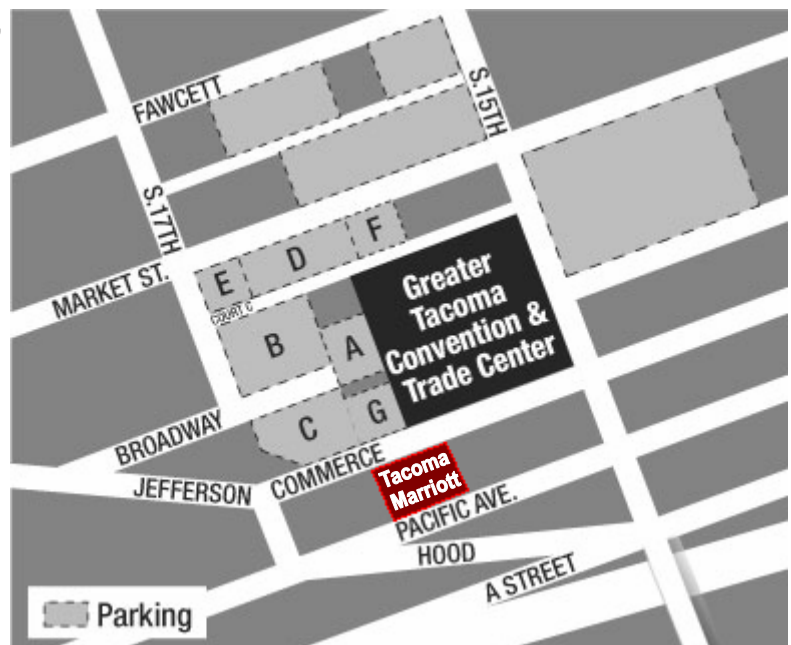 FAWCETT
S.15TH
S.17TH
MARKET ST.
E
D
F
COURT C
B
A
C
G
Greater
Tacoma
Convention &
Trade Center
BROADWAY
JEFFERSON
COMMERCE
Tacoma
Marriott
PACIFIC AVE.
HOOD
A STREET
Parking